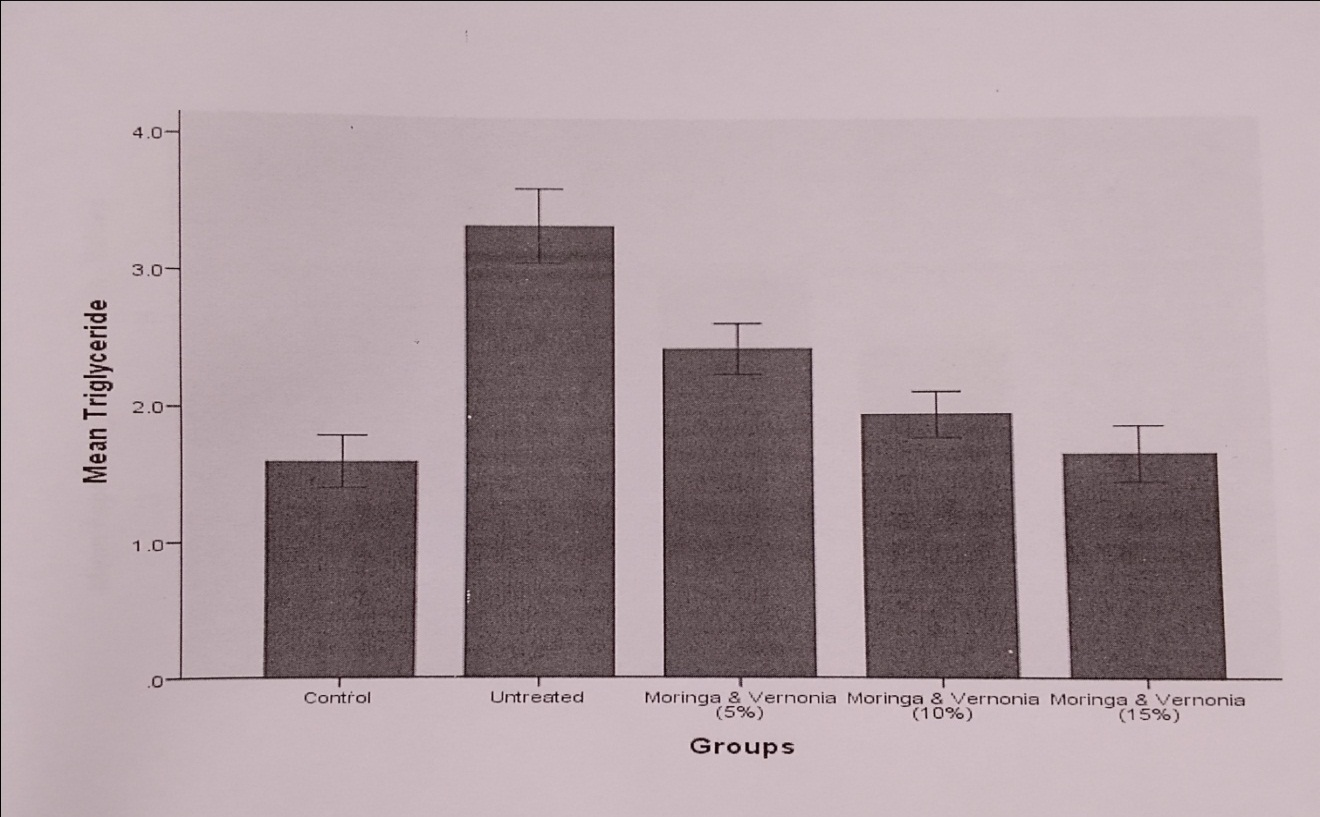 4.0
3.0
2.0
1.0
.0
Mean Triglyceride
Control
Untreated
Moringa & Vernonia
(5%)
Moringa & Vernonia
(10%)
Moringa & Vernonia
(15%)
Groups